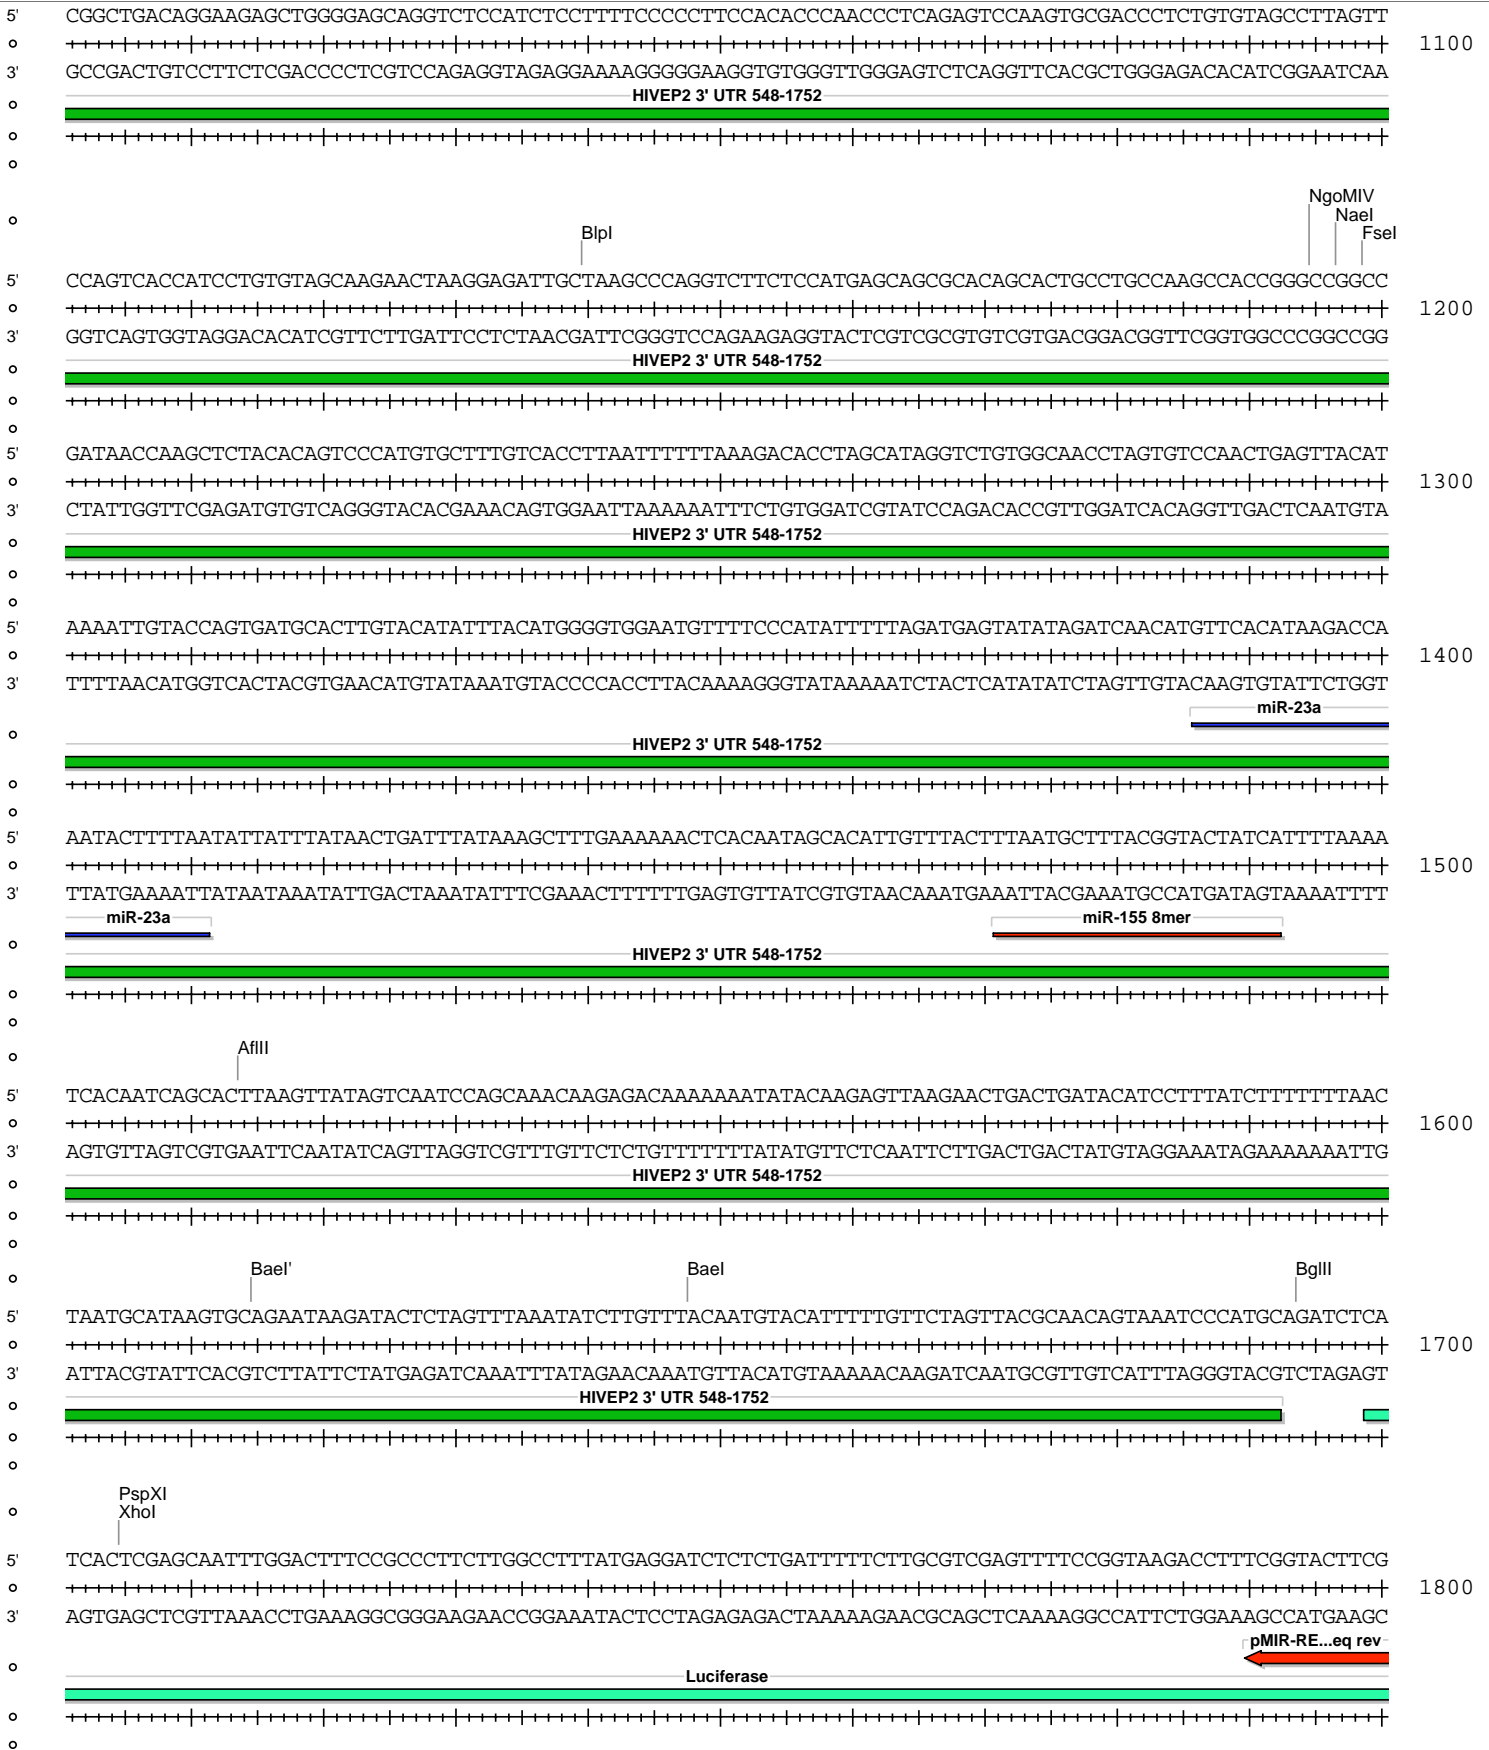 5' CGGCTGACAGGAAGAGCTGGGGAGCAGGTCTCCATCTCCTTTTCCCCCTTCCACACCCAACCCTCAGAGTCCAAGTGCGACCCTCTGTGTAGCCTTAGTT
1100
3' GCCGACTGTCCTTCTCGACCCCTCGTCCAGAGGTAGAGGAAAAGGGGGAAGGTGTGGGTTGGGAGTCTCAGGTTCACGCTGGGAGACACATCGGAATCAA
HIVEP2 3' UTR 548-1752
NgoMIV
NaeI
BlpI FseI
5' CCAGTCACCATCCTGTGTAGCAAGAACTAAGGAGATTGCTAAGCCCAGGTCTTCTCCATGAGCAGCGCACAGCACTGCCTGCCAAGCCACCGGGCCGGCC
1200
3' GGTCAGTGGTAGGACACATCGTTCTTGATTCCTCTAACGATTCGGGTCCAGAAGAGGTACTCGTCGCGTGTCGTGACGGACGGTTCGGTGGCCCGGCCGG
HIVEP2 3' UTR 548-1752
5' GATAACCAAGCTCTACACAGTCCCATGTGCTTTGTCACCTTAATTTTTTAAAGACACCTAGCATAGGTCTGTGGCAACCTAGTGTCCAACTGAGTTACAT
1300
3' CTATTGGTTCGAGATGTGTCAGGGTACACGAAACAGTGGAATTAAAAAATTTCTGTGGATCGTATCCAGACACCGTTGGATCACAGGTTGACTCAATGTA
HIVEP2 3' UTR 548-1752
5' AAAATTGTACCAGTGATGCACTTGTACATATTTACATGGGGTGGAATGTTTTCCCATATTTTTAGATGAGTATATAGATCAACATGTTCACATAAGACCA
1400
3' TTTTAACATGGTCACTACGTGAACATGTATAAATGTACCCCACCTTACAAAAGGGTATAAAAATCTACTCATATATCTAGTTGTACAAGTGTATTCTGGT
miR-23a
HIVEP2 3' UTR 548-1752
5' AATACTTTTAATATTATTTATAACTGATTTATAAAGCTTTGAAAAAACTCACAATAGCACATTGTTTACTTTAATGCTTTACGGTACTATCATTTTAAAA
1500
3' TTATGAAAATTATAATAAATATTGACTAAATATTTCGAAACTTTTTTGAGTGTTATCGTGTAACAAATGAAATTACGAAATGCCATGATAGTAAAATTTT
miR-23a miR-155 8mer
HIVEP2 3' UTR 548-1752
AflII
5' TCACAATCAGCACTTAAGTTATAGTCAATCCAGCAAACAAGAGACAAAAAAATATACAAGAGTTAAGAACTGACTGATACATCCTTTATCTTTTTTTAAC
1600
3' AGTGTTAGTCGTGAATTCAATATCAGTTAGGTCGTTTGTTCTCTGTTTTTTTATATGTTCTCAATTCTTGACTGACTATGTAGGAAATAGAAAAAAATTG
HIVEP2 3' UTR 548-1752
BaeI' BaeI BglII
5' TAATGCATAAGTGCAGAATAAGATACTCTAGTTTAAATATCTTGTTTACAATGTACATTTTTGTTCTAGTTACGCAACAGTAAATCCCATGCAGATCTCA
1700
3' ATTACGTATTCACGTCTTATTCTATGAGATCAAATTTATAGAACAAATGTTACATGTAAAAACAAGATCAATGCGTTGTCATTTAGGGTACGTCTAGAGT
HIVEP2 3' UTR 548-1752
PspXI
XhoI
5' TCACTCGAGCAATTTGGACTTTCCGCCCTTCTTGGCCTTTATGAGGATCTCTCTGATTTTTCTTGCGTCGAGTTTTCCGGTAAGACCTTTCGGTACTTCG
1800
3' AGTGAGCTCGTTAAACCTGAAAGGCGGGAAGAACCGGAAATACTCCTAGAGAGACTAAAAAGAACGCAGCTCAAAAGGCCATTCTGGAAAGCCATGAAGC
pMIR-RE...eq rev
Luciferase